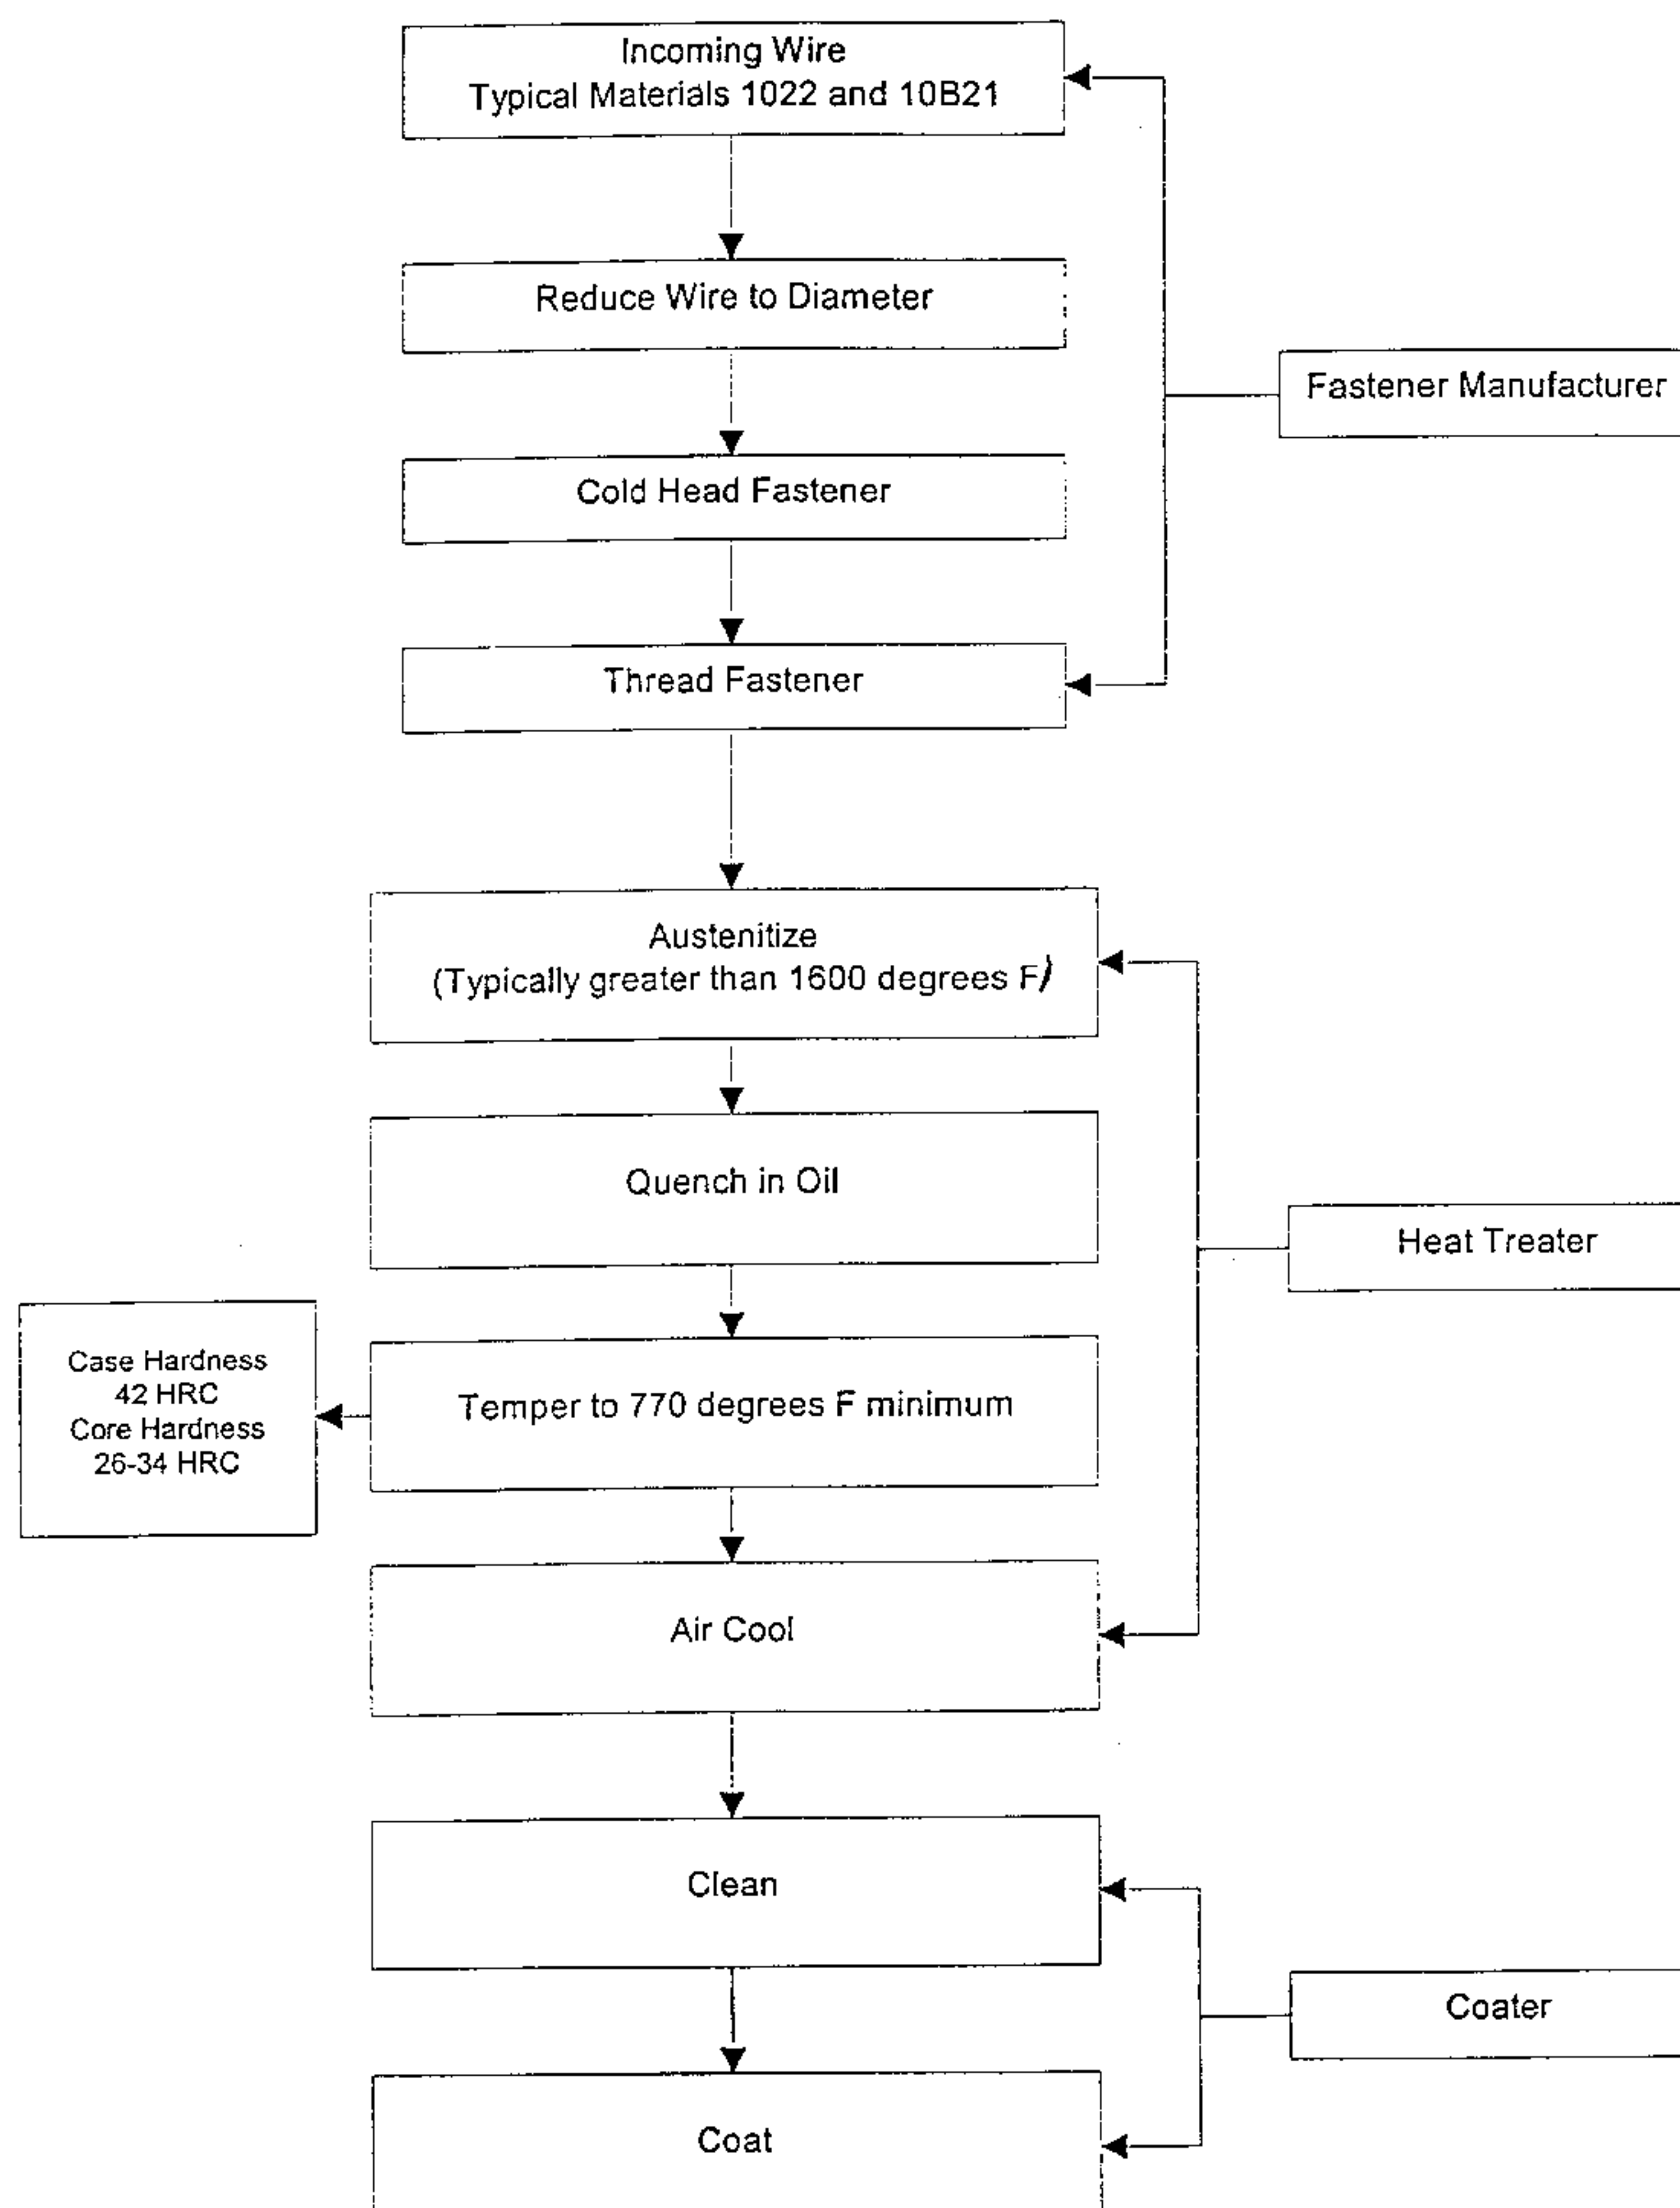 Incoming Wire
Typical Materials 1022 and 10B21
Reduce Wire to Diameter
Fastener Manufacturer
Cold Head Fastener
Thread Fastener
Austenitize
(Typically greater than 1600 degrees F)
Quench in Oil
Heat Treater
Case Hardness
42 HRC
Core Hardness
26-34 HRC
Temper to 770 degrees F minimum
Air Cool
Clean
Coater
Coat